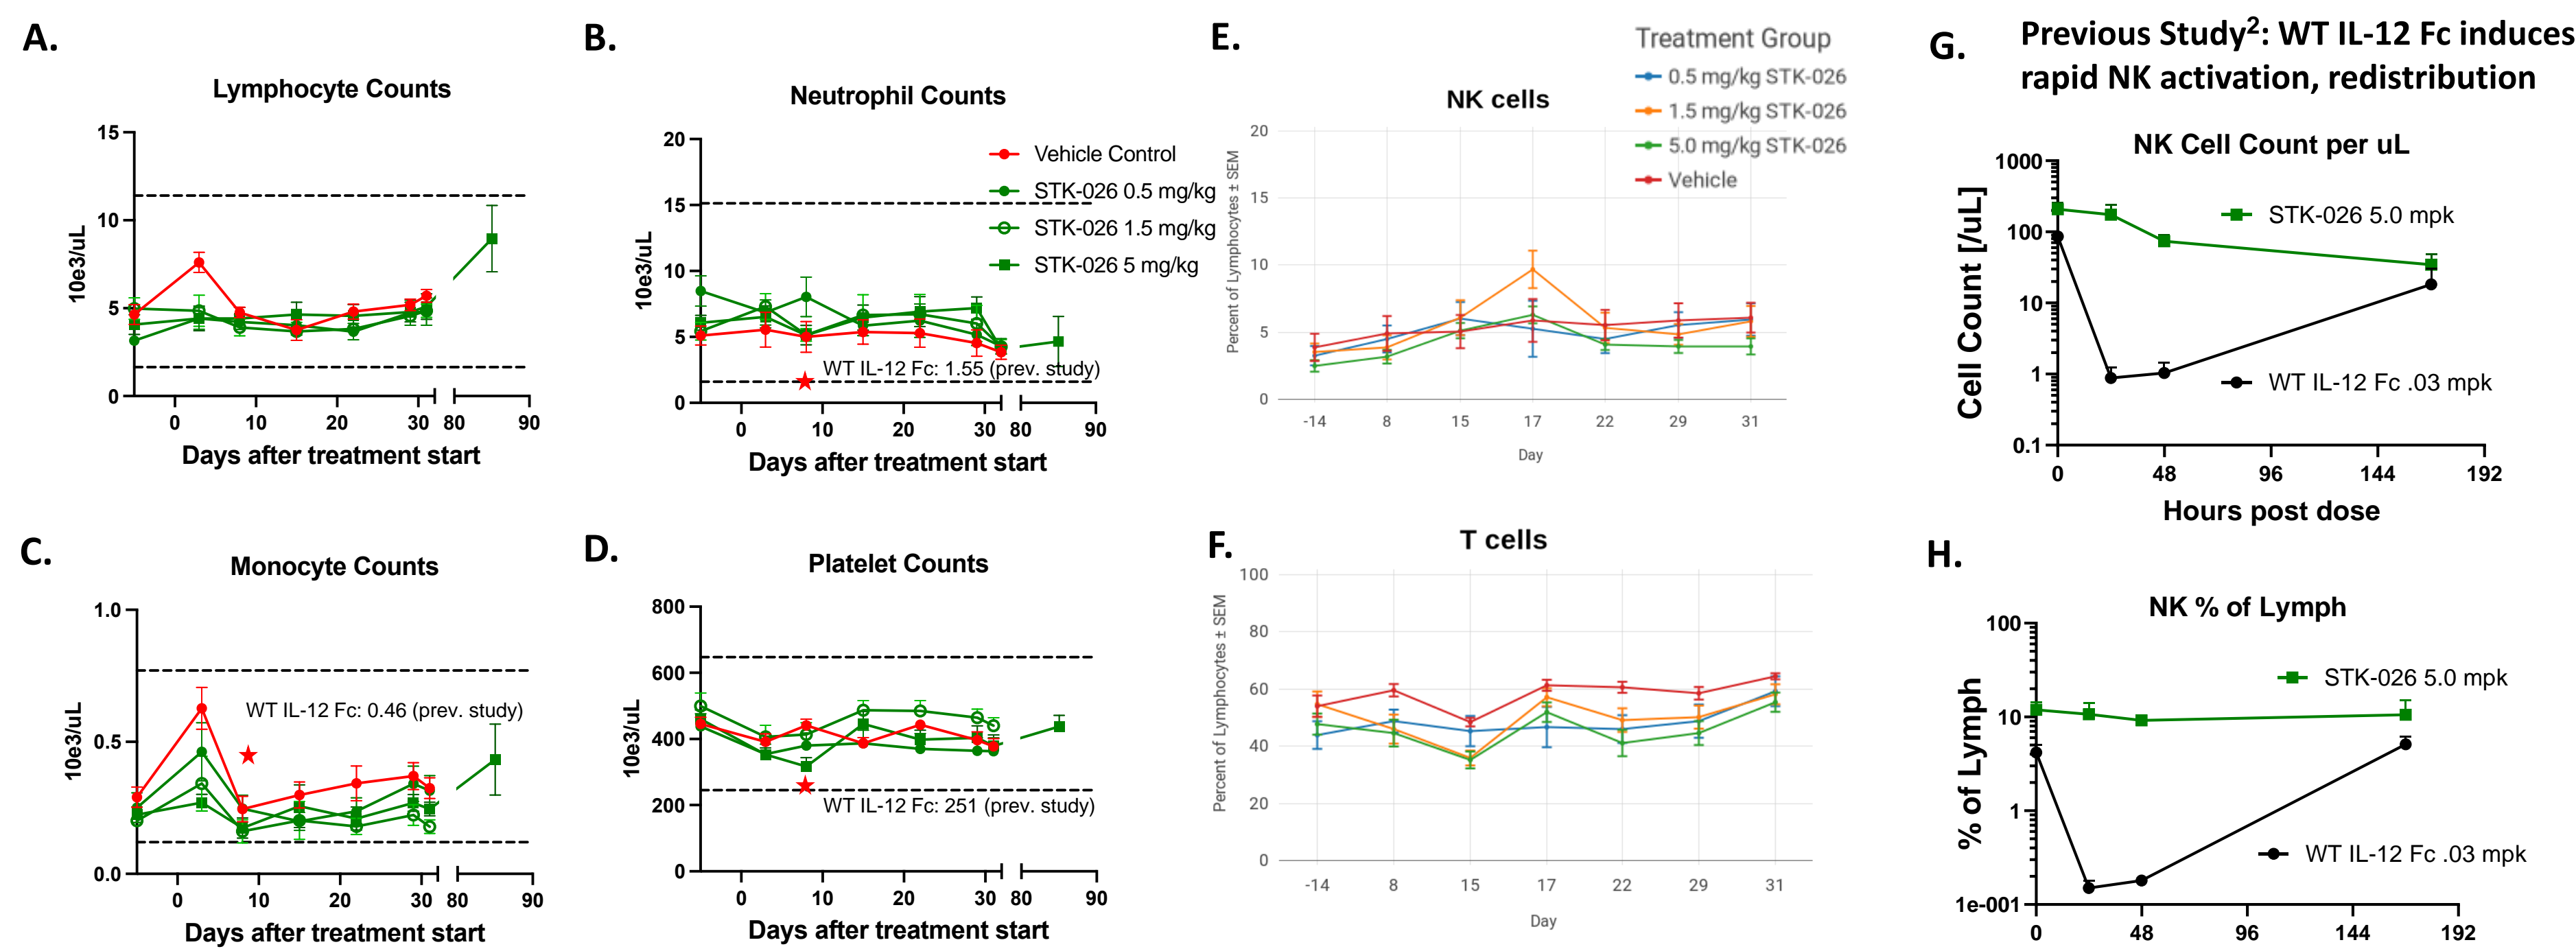 A.
Lymphocyte Counts
15
10
5
0
10e3/uL
0 10 20 30 80 90
Days after treatment start
B.
Neutrophil Counts
20
15
10
5
0
10e3/uL
Vehicle Control
STK-026 0.5 mg/kg
STK-026 1.5 mg/kg
STK-026 5 mg/kg
WT IL-12 Fc: 1.55 (prev. study)
0 10 20 30 80 90
Days after treatment start
C.
Monocyte Counts
1.0
0.5
0.0
10e3/uL
WT IL-12 Fc: 0.46 (prev. study)
0 10 20 30 80 90
Days after treatment start
D.
Platelet Counts
800
600
400
200
0
10e3/uL
WT IL-12 Fc: 251 (prev. study)
0 10 20 30 80 90
Days after treatment start
E.
Treatment Group
0.5 mg/kg STK-026
1.5 mg/kg STK-026
5.0 mg/kg STK-026
Vehicle
NK cells
20
15
10
5
0
Percent of Lymphocytes ± SEM
-14 8 15 17 22 29 31
Day
F.
T cells
100
80
60
40
20
0
Percent of Lymphocytes ± SEM
-14 8 15 17 22 29 31
Day
G.
Previous Study²: WT IL-12 Fc induces
rapid NK activation, redistribution
NK Cell Count per uL
1000
100
10
1
0.1
Cell Count [/uL]
STK-026 5.0 mpk
WT IL-12 Fc .03 mpk
0 48 96 144 192
Hours post dose
H.
NK % of Lymph
100
10
1
1e-001
% of Lymph
STK-026 5.0 mpk
WT IL-12 Fc .03 mpk
0 48 96 144 192